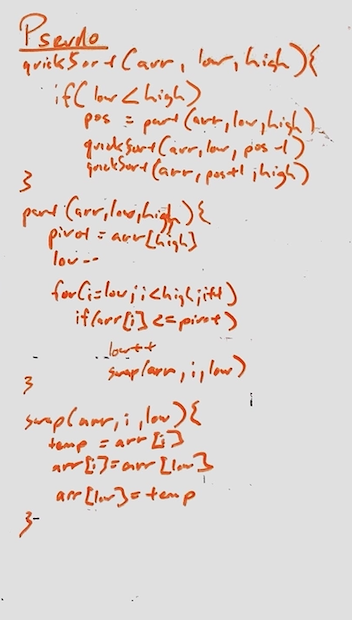 Pseudo
quickSort(arr, low, high){
if(low<high)
pos = part(arr,low,high)
quickSort(arr,low, pos-1)
quickSort(arr, pos+1, high)
}
part(arr,low,high){
pivot = arr[high]
low--
for(i=low;i<high;i++)
if(arr[i]<=pivot)
low++
swap(arr, i, low)
}
swap(arr, i, low){
temp = arr[i]
arr[i]=arr[low]
arr[low]=temp
}